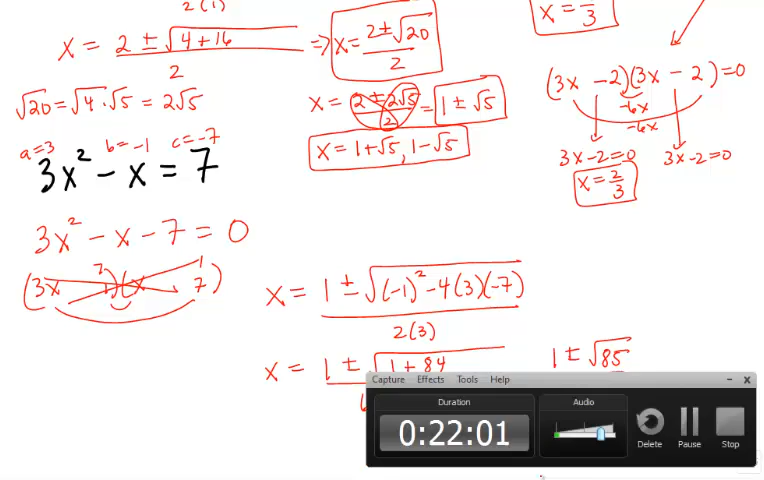 2(1)
x = 2 ± √4+16 / 2 => x = 2 ± √20 / 2
√20 = √4 · √5 = 2√5
x = 2 ± 2√5 / 2 = 1 ± √5
x = 1+√5, 1-√5
x = /3
(3x - 2)(3x - 2) = 0
-6x
-6x
3x-2=0 3x-2=0
x = 2/3
a=3 b=-1 c=-7
3x² - x = 7
3x² - x - 7 = 0
(3x 7)(x 1
7)
x = 1 ± √(-1)² - 4(3)(-7) / 2(3)
x = 1 ± √1 + 84 / 6
1 ± √85
Capture Effects Tools Help
Duration
0:22:01
Audio
Delete Pause Stop